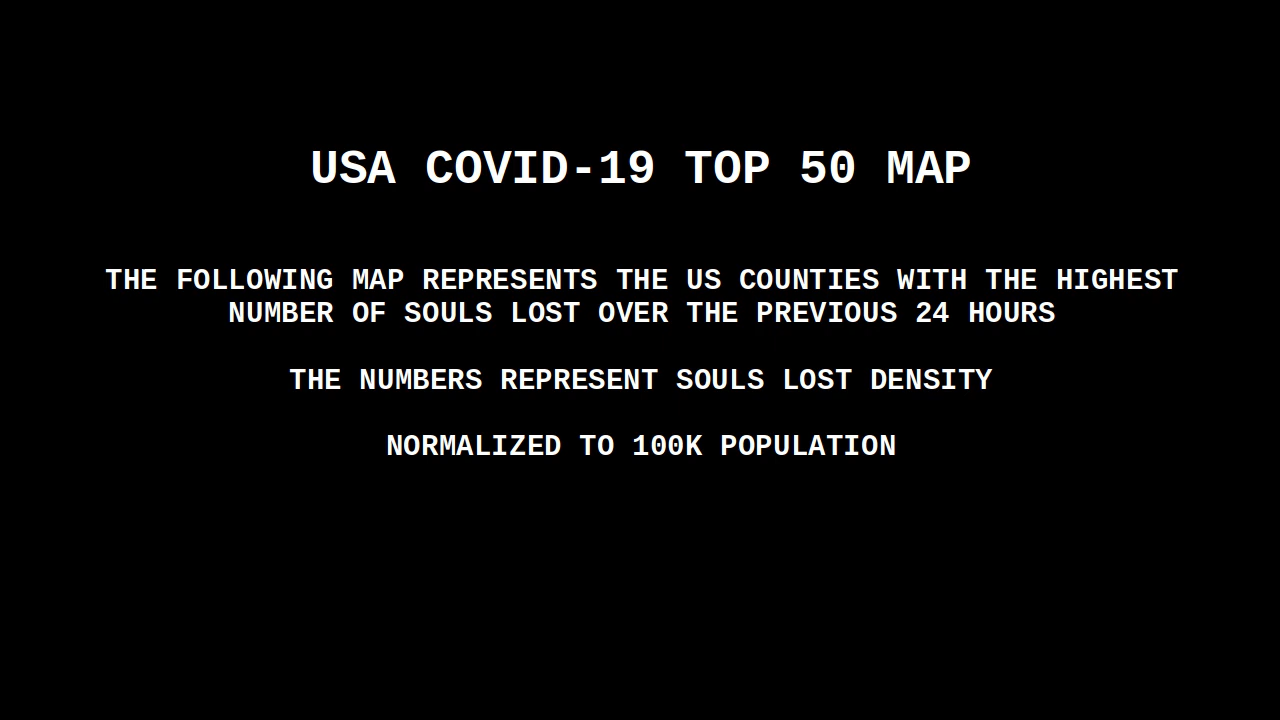 USA COVID-19 TOP 50 MAP
THE FOLLOWING MAP REPRESENTS THE US COUNTIES WITH THE HIGHEST
NUMBER OF SOULS LOST OVER THE PREVIOUS 24 HOURS
THE NUMBERS REPRESENT SOULS LOST DENSITY
NORMALIZED TO 100K POPULATION